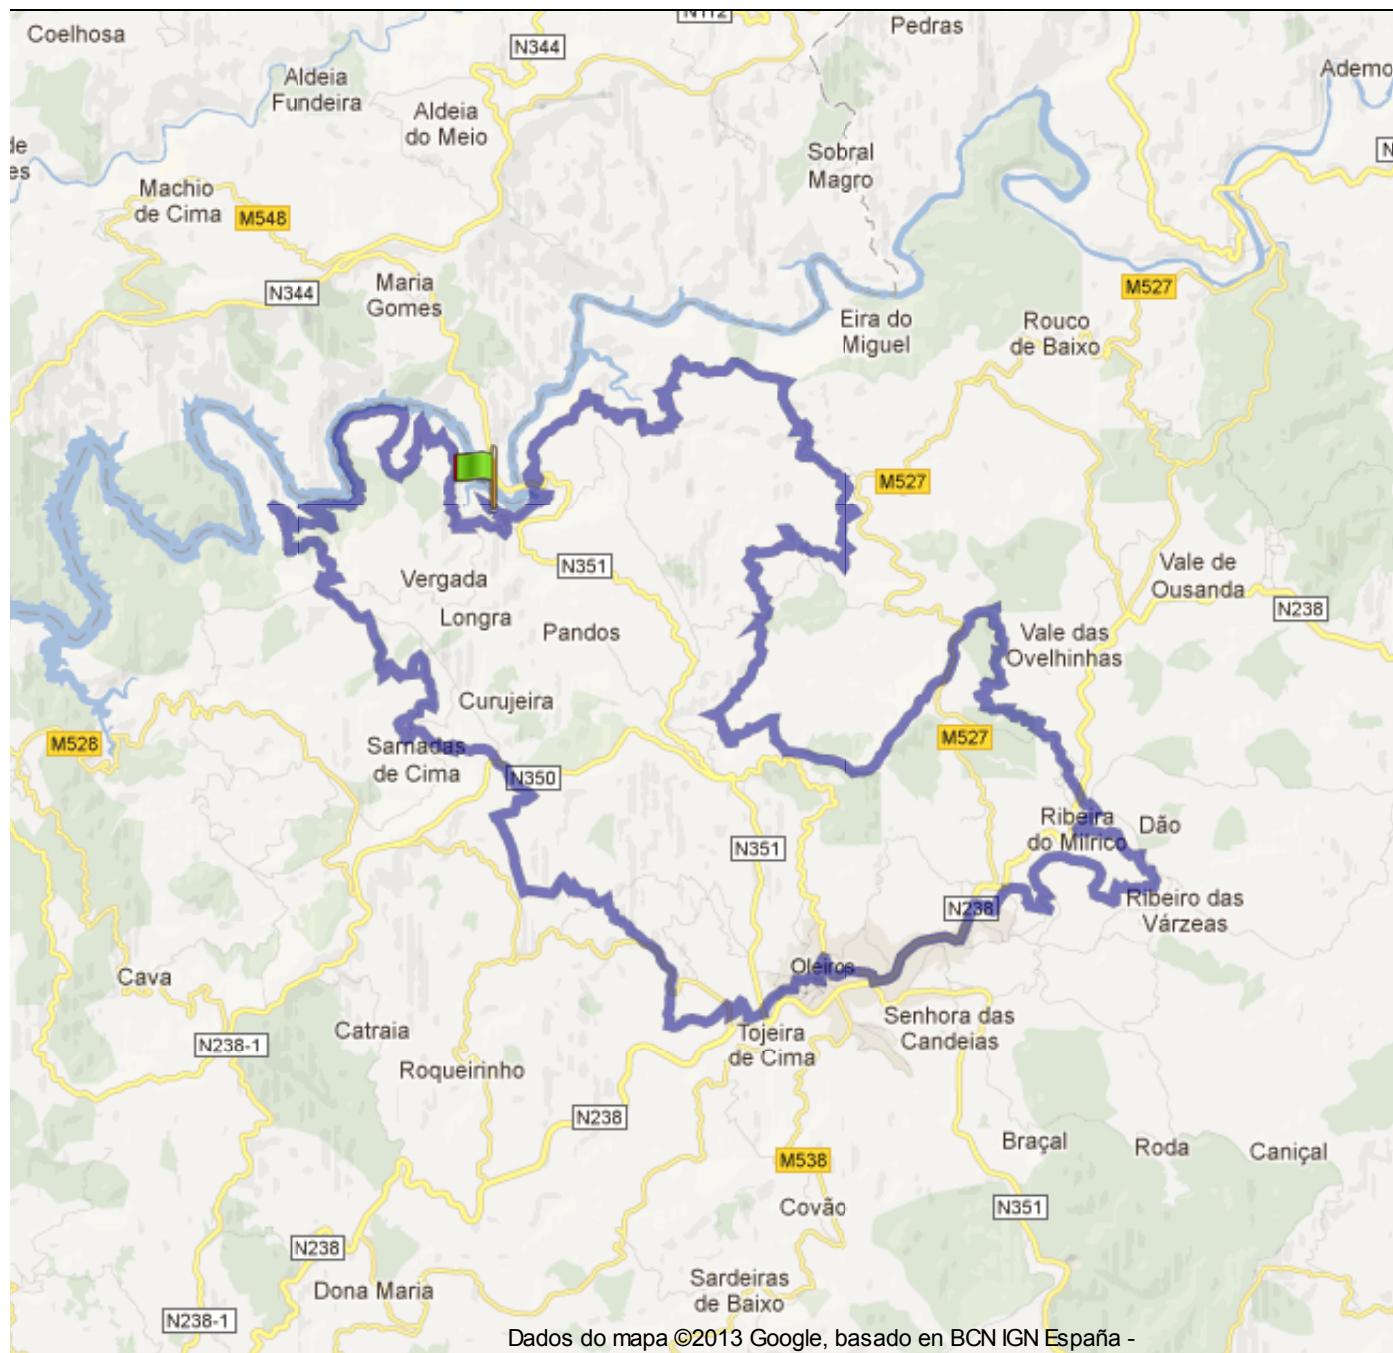 N112
Pedras
Coelhosa
N344
Ademo
Aldeia
Fundeira
Aldeia
do Meio
de
es
N
Sobral
Magro
Machio
de Cima
M548
Maria
Gomes
N344
M527
Eira do
Miguel
Rouco
de Baixo
M527
N351
Vergada
Vale de
Ousanda
N238
Longra
Pandos
Vale das
Ovelhinhas
Curujeira
M528
Samadas
de Cima
M527
N350
Ribeira
do Milrico
Dão
N351
N238
Ribeiro das
Várzeas
Oleiros
Cava
Senhora das
Candeias
Catraia
Tojeira
de Cima
N238-1
Roqueirinho
N238
Braçal
Roda
Caniçal
M538
Covão
N351
N238
Dona Maria
Sardeiras
de Baixo
N238-1
Dados do mapa ©2013 Google, basado en BCN IGN España -